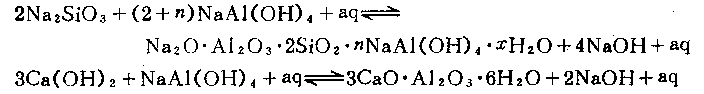 2Na₂SiO₃+(2+n)NaAl(OH)₄+aq⇌
Na₂O·Al₂O₃·2SiO₂·nNaAl(OH)₄·xH₂O+4NaOH+aq
3Ca(OH)₂+NaAl(OH)₄+aq⇌3CaO·Al₂O₃·6H₂O+2NaOH+aq